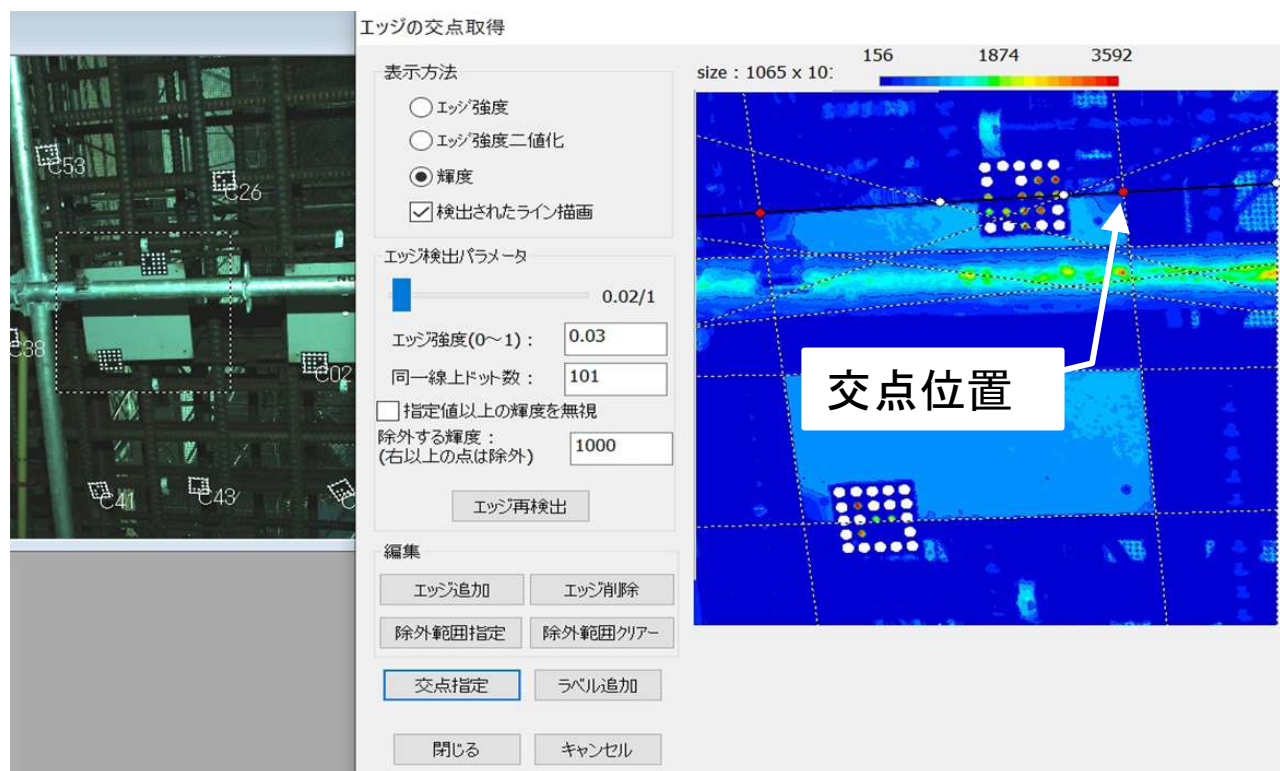 エッジの交点取得
C53
C26
C38
C02
C41
C43
表示方法
エッジ強度
エッジ強度二値化
輝度
検出されたライン描画
エッジ検出パラメータ
0.02/1
エッジ強度(0～1)： 0.03
同一線上ドット数： 101
指定値以上の輝度を無視
除外する輝度：
(右以上の点は除外) 1000
エッジ再検出
編集
エッジ追加 エッジ削除
除外範囲指定 除外範囲クリアー
交点指定 ラベル追加
閉じる キャンセル
156 1874 3592
size : 1065 x 10
交点位置